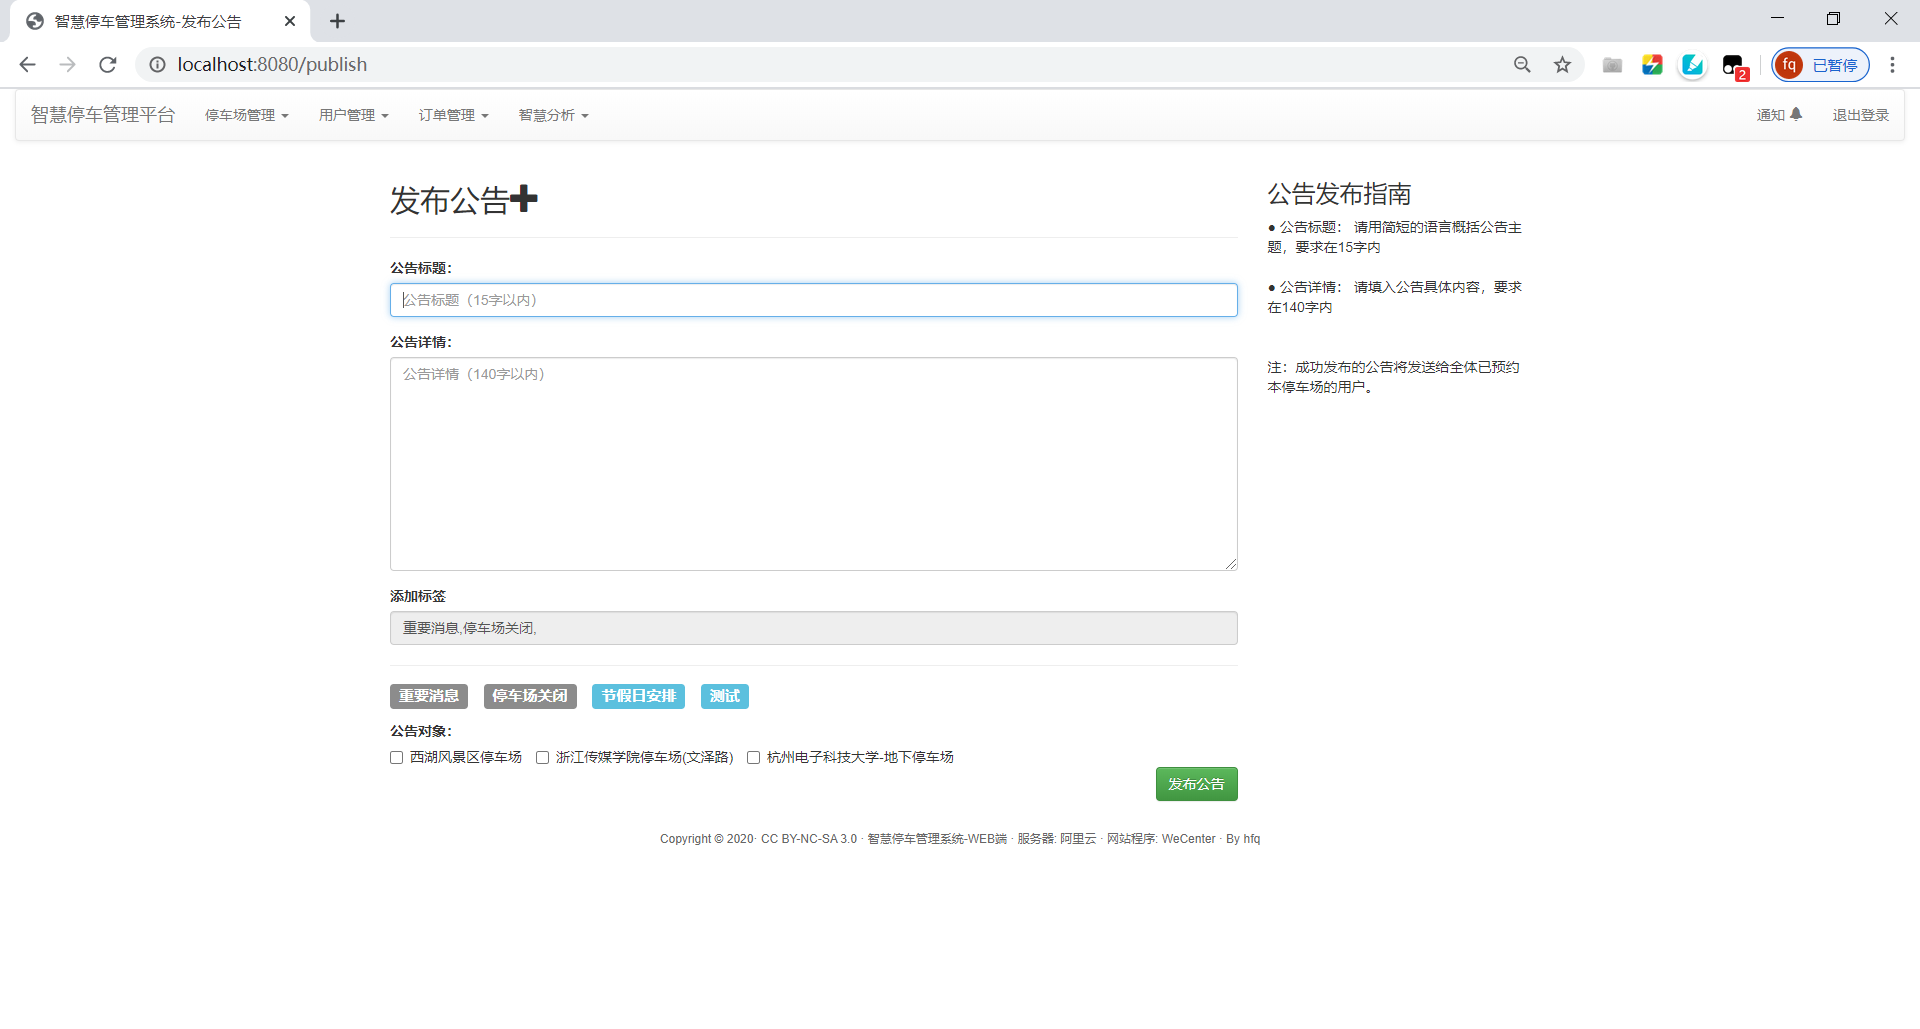 智慧停车管理系统-发布公告
localhost:8080/publish
2
fq
已暂停
智慧停车管理平台 停车场管理 用户管理 订单管理 智慧分析 通知 退出登录
发布公告
公告标题：
公告标题（15字以内）
公告详情：
公告详情（140字以内）
添加标签
重要消息,停车场关闭,
重要消息 停车场关闭 节假日安排 测试
公告对象：
西湖风景区停车场 浙江传媒学院停车场(文泽路) 杭州电子科技大学-地下停车场
发布公告
公告发布指南
● 公告标题： 请用简短的语言概括公告主
题，要求在15字内
● 公告详情： 请填入公告具体内容，要求
在140字内
注：成功发布的公告将发送给全体已预约
本停车场的用户。
Copyright © 2020· CC BY-NC-SA 3.0 · 智慧停车管理系统-WEB端 · 服务器: 阿里云 · 网站程序: WeCenter · By hfq